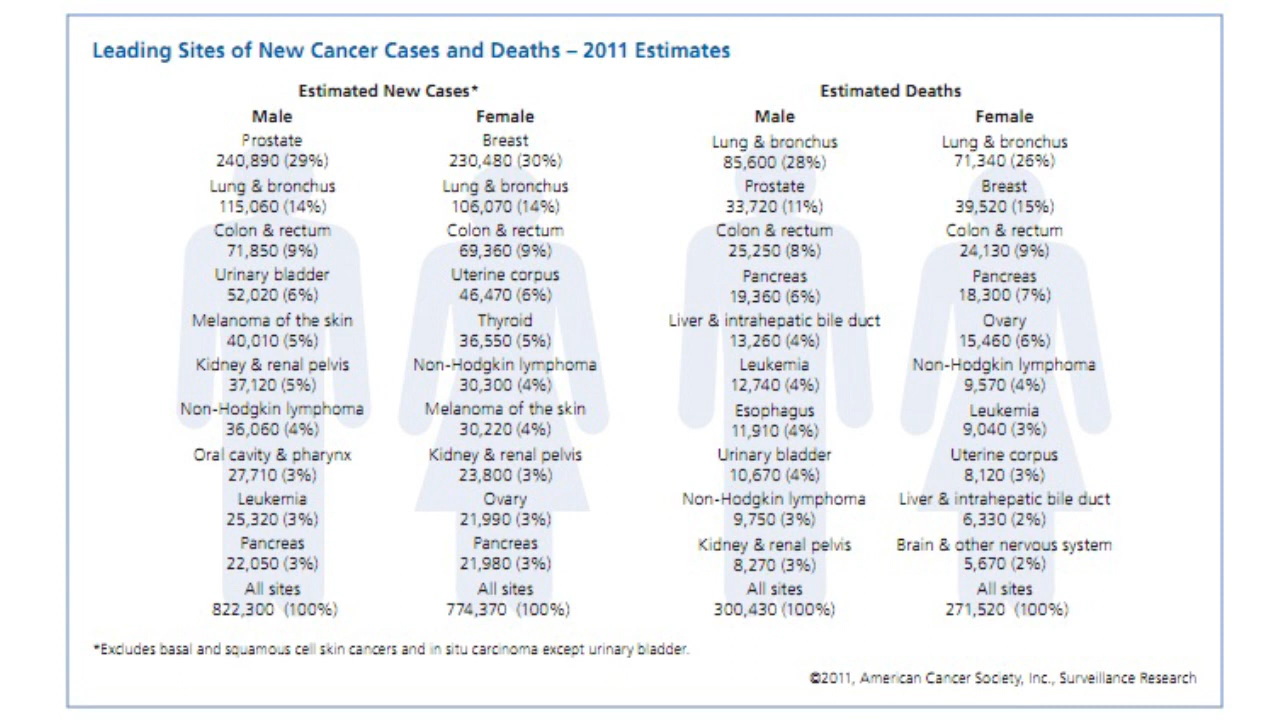 Leading Sites of New Cancer Cases and Deaths – 2011 Estimates
Estimated New Cases*
Male
Prostate
240,890 (29%)
Lung & bronchus
115,060 (14%)
Colon & rectum
71,850 (9%)
Urinary bladder
52,020 (6%)
Melanoma of the skin
40,010 (5%)
Kidney & renal pelvis
37,120 (5%)
Non-Hodgkin lymphoma
36,060 (4%)
Oral cavity & pharynx
27,710 (3%)
Leukemia
25,320 (3%)
Pancreas
22,050 (3%)
All sites
822,300 (100%)
Female
Breast
230,480 (30%)
Lung & bronchus
106,070 (14%)
Colon & rectum
69,360 (9%)
Uterine corpus
46,470 (6%)
Thyroid
36,550 (5%)
Non-Hodgkin lymphoma
30,300 (4%)
Melanoma of the skin
30,220 (4%)
Kidney & renal pelvis
23,800 (3%)
Ovary
21,990 (3%)
Pancreas
21,980 (3%)
All sites
774,370 (100%)
Estimated Deaths
Male
Lung & bronchus
85,600 (28%)
Prostate
33,720 (11%)
Colon & rectum
25,250 (8%)
Pancreas
19,360 (6%)
Liver & intrahepatic bile duct
13,260 (4%)
Leukemia
12,740 (4%)
Esophagus
11,910 (4%)
Urinary bladder
10,670 (4%)
Non-Hodgkin lymphoma
9,750 (3%)
Kidney & renal pelvis
8,270 (3%)
All sites
300,430 (100%)
Female
Lung & bronchus
71,340 (26%)
Breast
39,520 (15%)
Colon & rectum
24,130 (9%)
Pancreas
18,300 (7%)
Ovary
15,460 (6%)
Non-Hodgkin lymphoma
9,570 (4%)
Leukemia
9,040 (3%)
Uterine corpus
8,120 (3%)
Liver & intrahepatic bile duct
6,330 (2%)
Brain & other nervous system
5,670 (2%)
All sites
271,520 (100%)
*Excludes basal and squamous cell skin cancers and in situ carcinoma except urinary bladder.
©2011, American Cancer Society, Inc., Surveillance Research